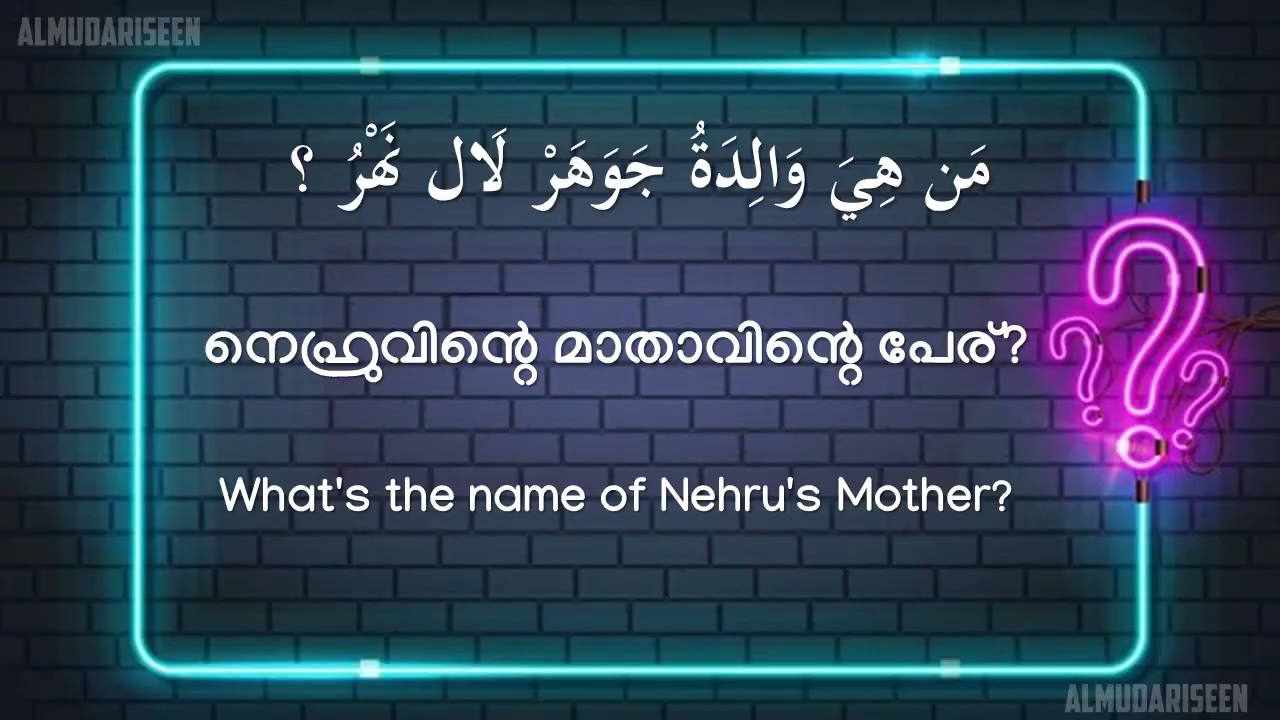 ALMUDARISEEN
مَن هِيَ وَالِدَةُ جَوَهَرْ لَال نَهْرُ ؟
നെഹ്രുവിന്റെ മാതാവിന്റെ പേര്?
What's the name of Nehru's Mother?
ALMUDARISEEN